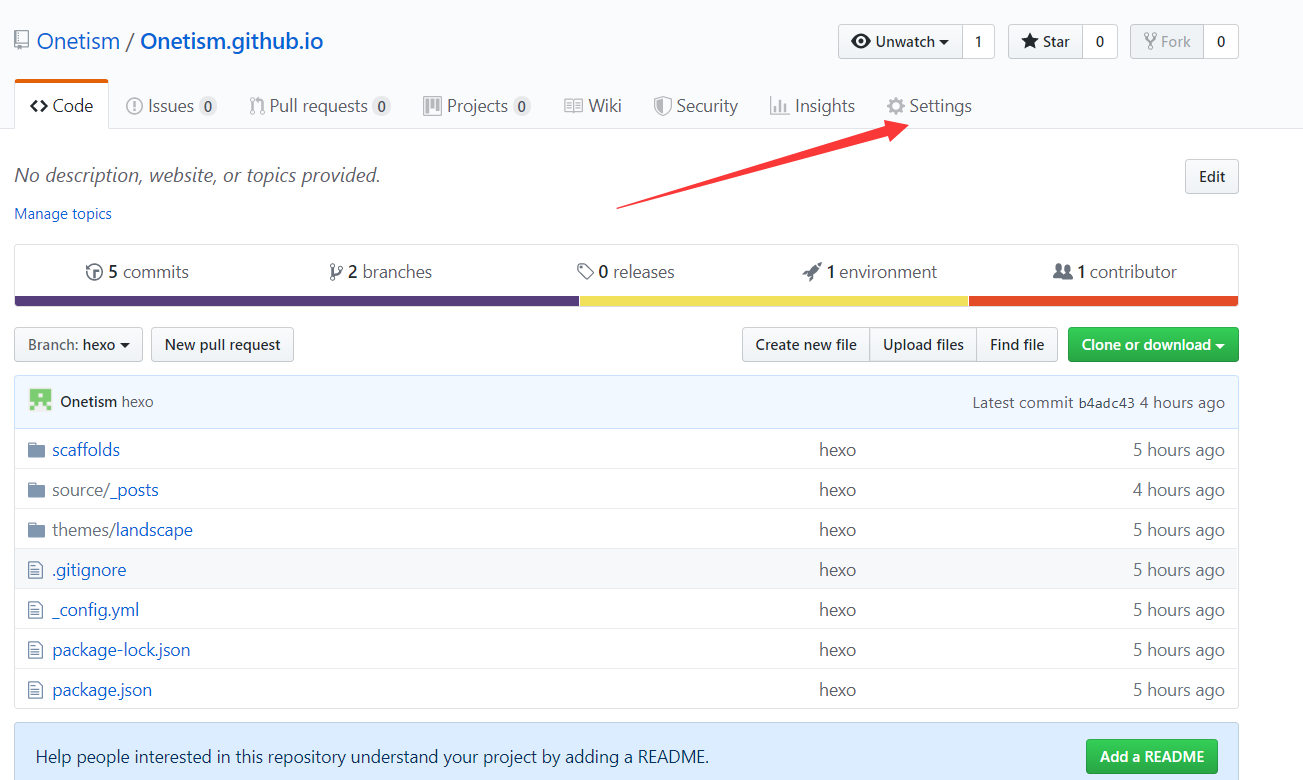 Onetism / Onetism.github.io
Unwatch 1 Star 0 Fork 0
Code Issues 0 Pull requests 0 Projects 0 Wiki Security Insights Settings
No description, website, or topics provided.
Edit
Manage topics
5 commits 2 branches 0 releases 1 environment 1 contributor
Branch: hexo New pull request Create new file Upload files Find file Clone or download
Onetism hexo Latest commit b4adc43 4 hours ago
scaffolds hexo 5 hours ago
source/_posts hexo 4 hours ago
themes/landscape hexo 5 hours ago
.gitignore hexo 5 hours ago
_config.yml hexo 5 hours ago
package-lock.json hexo 5 hours ago
package.json hexo 5 hours ago
Help people interested in this repository understand your project by adding a README. Add a README